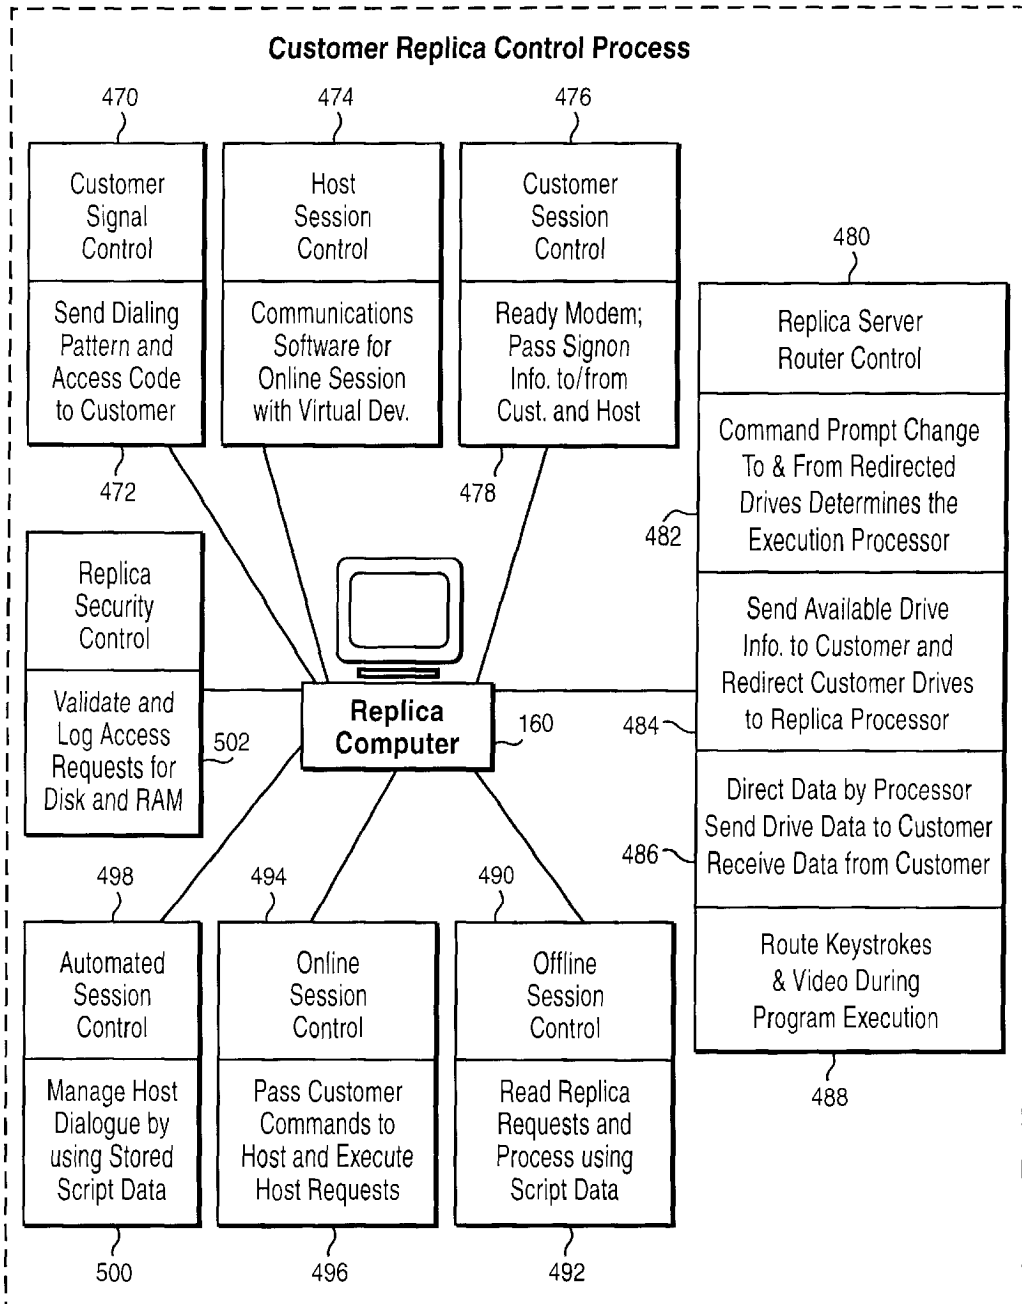 Customer Replica Control Process
470
Customer
Signal
Control
Send Dialing
Pattern and
Access Code
to Customer
472
474
Host
Session
Control
Communications
Software for
Online Session
with Virtual Dev.
476
Customer
Session
Control
Ready Modem;
Pass Signon
Info. to/from
Cust. and Host
478
480
Replica Server
Router Control
Command Prompt Change
To & From Redirected
Drives Determines the
Execution Processor
482
Send Available Drive
Info. to Customer and
Redirect Customer Drives
to Replica Processor
484
Direct Data by Processor
Send Drive Data to Customer
Receive Data from Customer
486
Route Keystrokes
& Video During
Program Execution
488
Replica
Security
Control
Validate and
Log Access
Requests for
Disk and RAM
502
Replica
Computer
160
498
Automated
Session
Control
Manage Host
Dialogue by
using Stored
Script Data
500
494
Online
Session
Control
Pass Customer
Commands to
Host and Execute
Host Requests
496
490
Offline
Session
Control
Read Replica
Requests and
Process using
Script Data
492